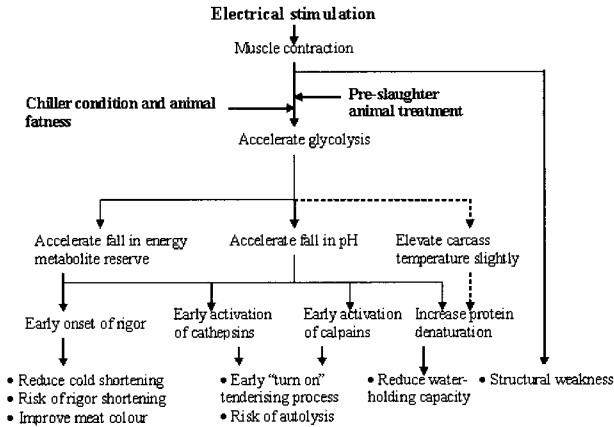 Electrical stimulation
Muscle contraction
Chiller condition and animal
fatness
Pre-slaughter
animal treatment
Accelerate glycolysis
Accelerate fall in energy
metabolite reserve
Accelerate fall in pH
Elevate carcass
temperature slightly
Early onset of rigor
Early activation
of cathepsins
Early activation
of calpains
Increase protein
denaturation
• Reduce cold shortening
• Risk of rigor shortening
• Improve meat colour
• Early “turn on”
tenderising process
• Risk of autolysis
• Reduce water-
holding capacity
• Structural weakness